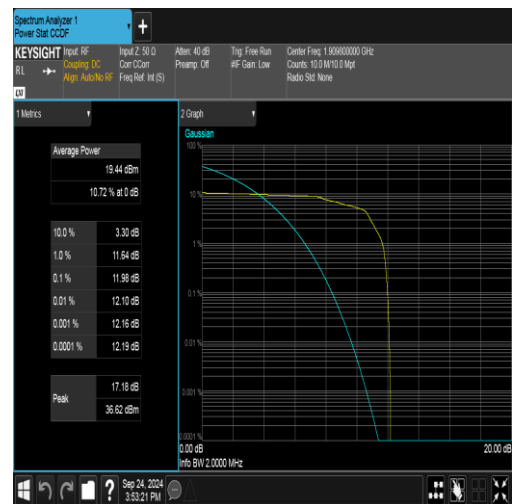 Spectrum Analyzer 1
Power Stat CCDF
+
KEYSIGHT Input: RF Input Z: 50 Ω Atten: 40 dB Trig: Free Run Center Freq: 1.909800000 GHz
RL Coupling: DC Corr CCorr Preamp: Off #IF Gain: Low Counts: 10.0 M/10.0 Mpt
Align: Auto/No RF Freq Ref: Int (S) Radio Std: None
1 Metrics
2 Graph
Average Power
19.44 dBm
10.72 % at 0 dB
10.0 % 3.30 dB
1.0 % 11.64 dB
0.1 % 11.98 dB
0.01 % 12.10 dB
0.001 % 12.16 dB
0.0001 % 12.19 dB
Peak 17.18 dB
36.62 dBm
Gaussian
100 %
10 %
1 %
0.1 %
0.01 %
0.001 %
0.0001 %
0.00 dB 20.00 dB
Info BW 2.0000 MHz
?
Sep 24, 2024
3:53:21 PM